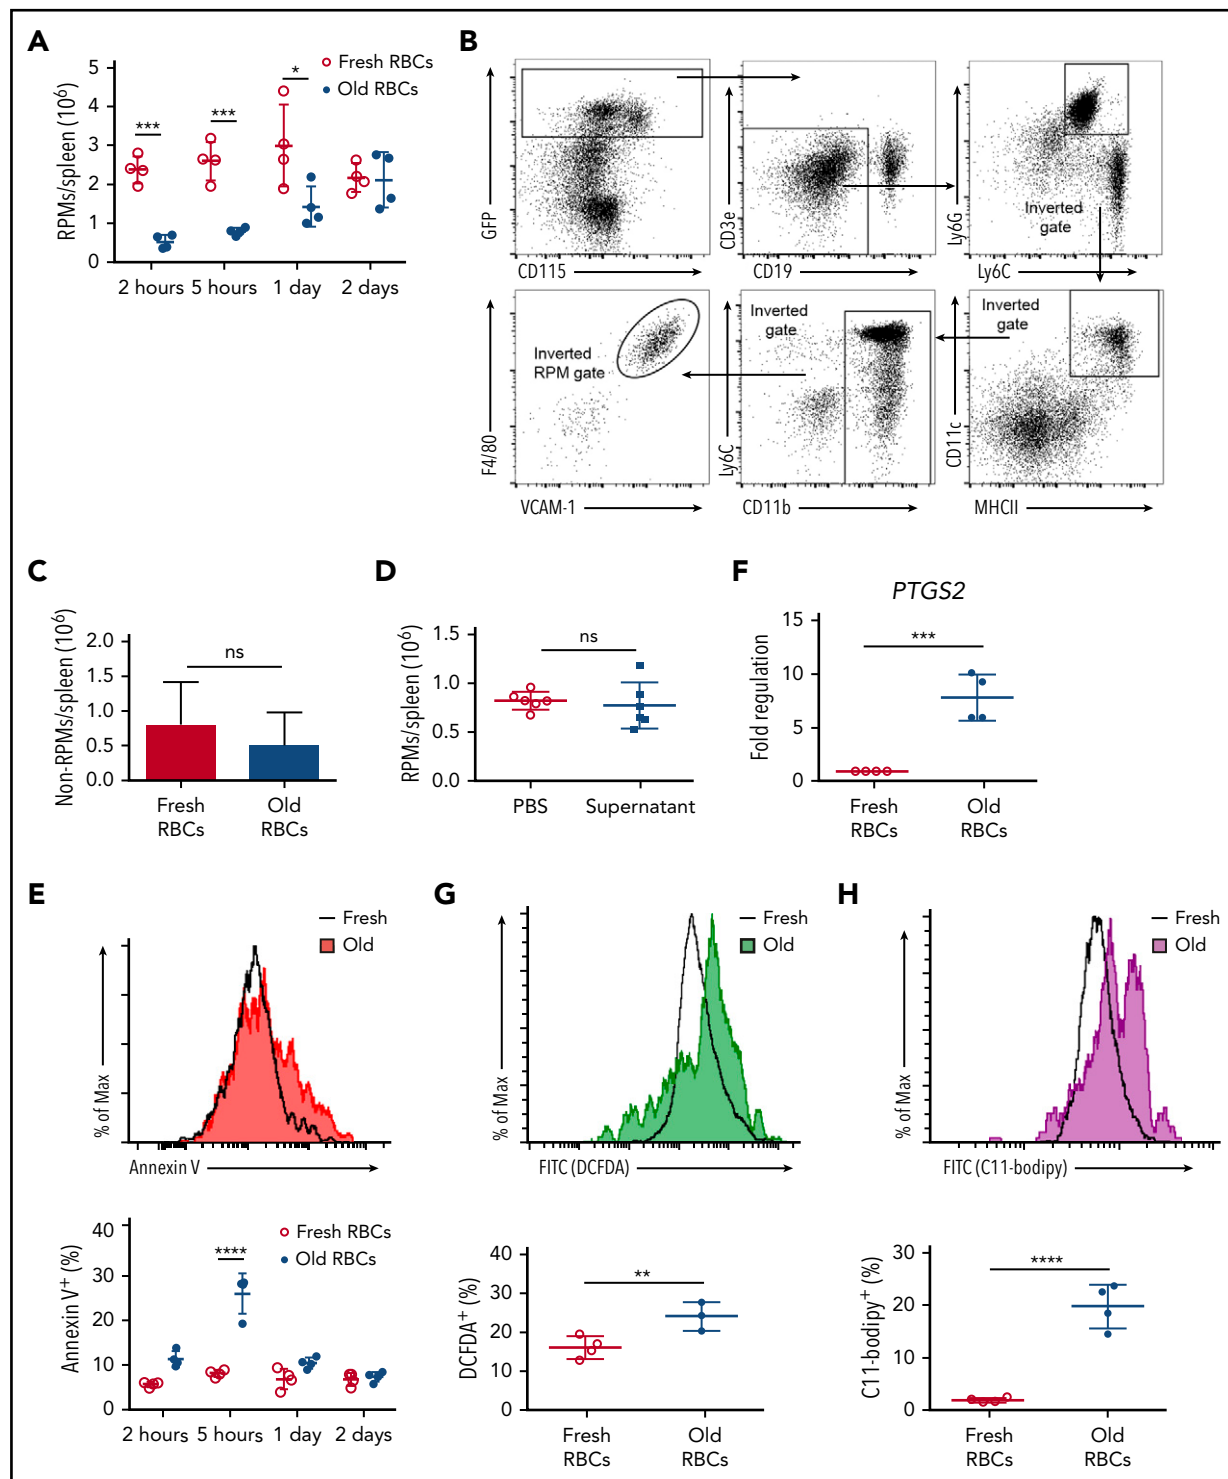 A
RPMs/spleen (10⁶)
5
4
3
2
1
0
***
***
*
Fresh RBCs
Old RBCs
2 hours
5 hours
1 day
2 days
B
GFP
CD115
CD3e
CD19
Ly6G
Inverted
gate
Ly6C
F4/80
Inverted
RPM gate
VCAM-1
Ly6C
Inverted
gate
CD11b
CD11c
Inverted
gate
MHCII
C
Non-RPMs/spleen (10⁶)
2.0
1.5
1.0
0.5
0.0
ns
Fresh
RBCs
Old
RBCs
D
RPMs/spleen (10⁶)
1.5
1.0
0.5
0.0
ns
PBS
Supernatant
F
PTGS2
Fold regulation
15
10
5
0
***
Fresh
RBCs
Old
RBCs
E
% of Max
Fresh
Old
Annexin V
Annexin V⁺ (%)
40
30
20
10
0
****
Fresh RBCs
Old RBCs
2 hours
5 hours
1 day
2 days
G
% of Max
Fresh
Old
FITC (DCFDA)
DCFDA⁺ (%)
40
30
20
10
0
**
Fresh
RBCs
Old
RBCs
H
% of Max
Fresh
Old
FITC (C11-bodipy)
C11-bodipy⁺ (%)
30
20
10
0
****
Fresh
RBCs
Old
RBCs